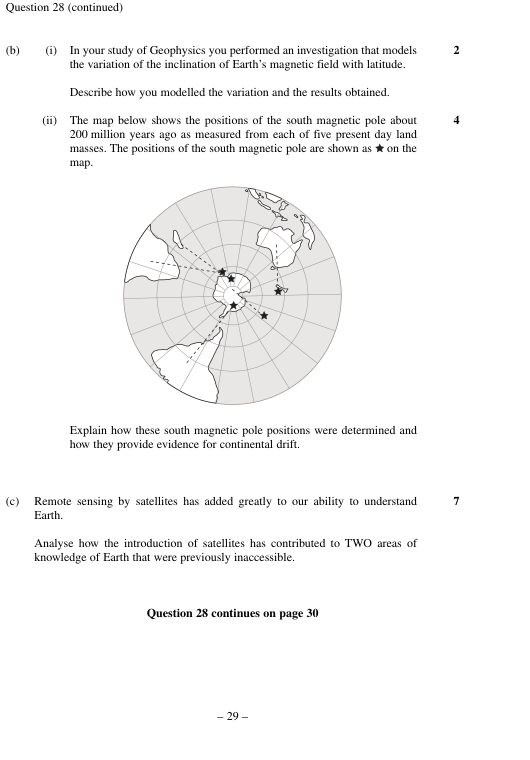 Question 28 (continued)
(b) (i) In your study of Geophysics you performed an investigation that models 2
the variation of the inclination of Earth's magnetic field with latitude.
Describe how you modelled the variation and the results obtained.
(ii) The map below shows the positions of the south magnetic pole about 4
200 million years ago as measured from each of five present day land
masses. The positions of the south magnetic pole are shown as ★ on the
map.
Explain how these south magnetic pole positions were determined and
how they provide evidence for continental drift.
(c) Remote sensing by satellites has added greatly to our ability to understand 7
Earth.
Analyse how the introduction of satellites has contributed to TWO areas of
knowledge of Earth that were previously inaccessible.
Question 28 continues on page 30
– 29 –